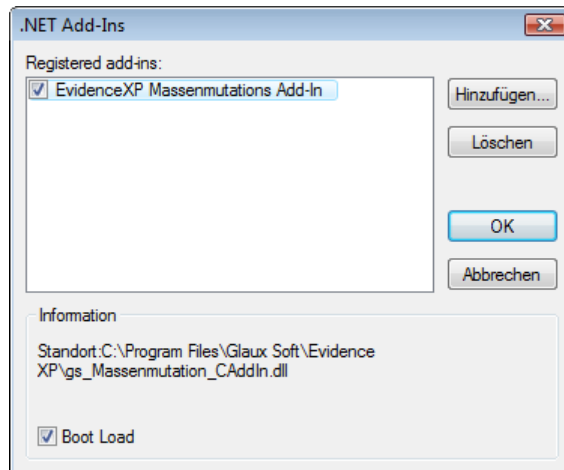 .NET Add-Ins
Registered add-ins:
EvidenceXP Massenmutations Add-In
Hinzufügen...
Löschen
OK
Abbrechen
Information
Standort:C:\Program Files\Glaux Soft\Evidence
XP\gs_Massenmutation_CAddIn.dll
Boot Load